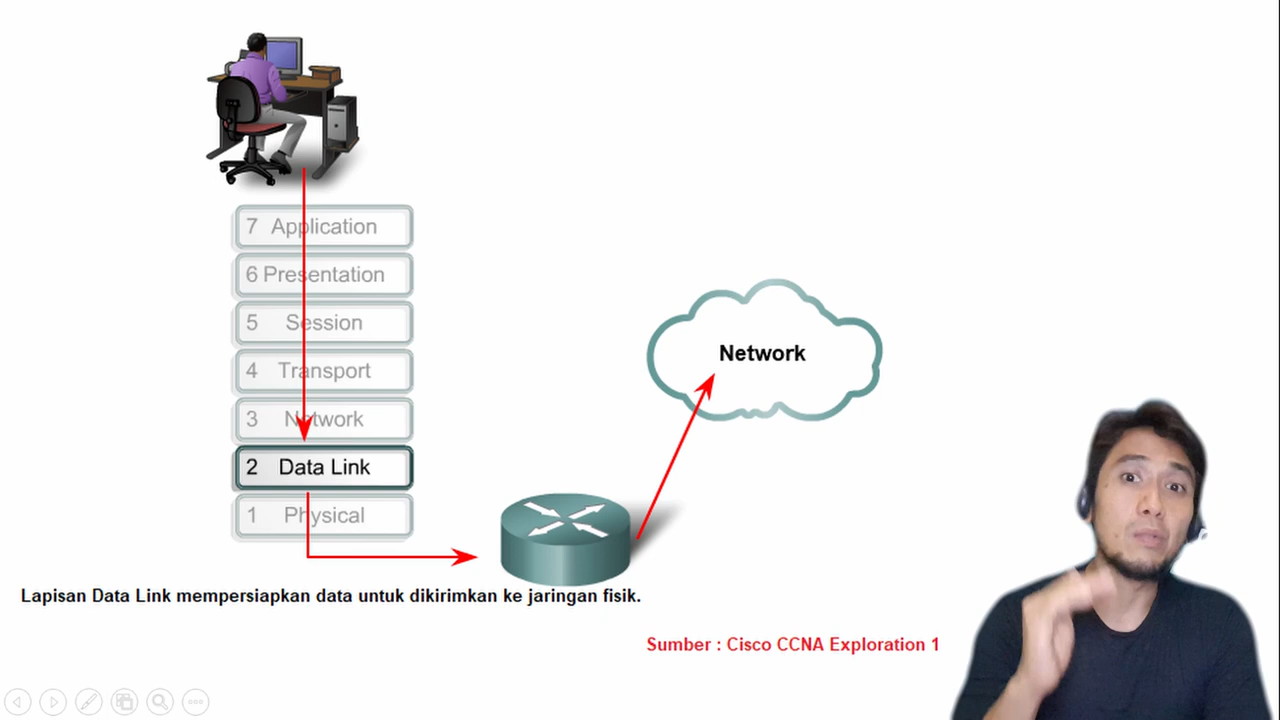 7 Application
6 Presentation
5 Session
4 Transport
3 Network
2 Data Link
1 Physical
Network
Lapisan Data Link mempersiapkan data untuk dikirimkan ke jaringan fisik.
Sumber : Cisco CCNA Exploration 1